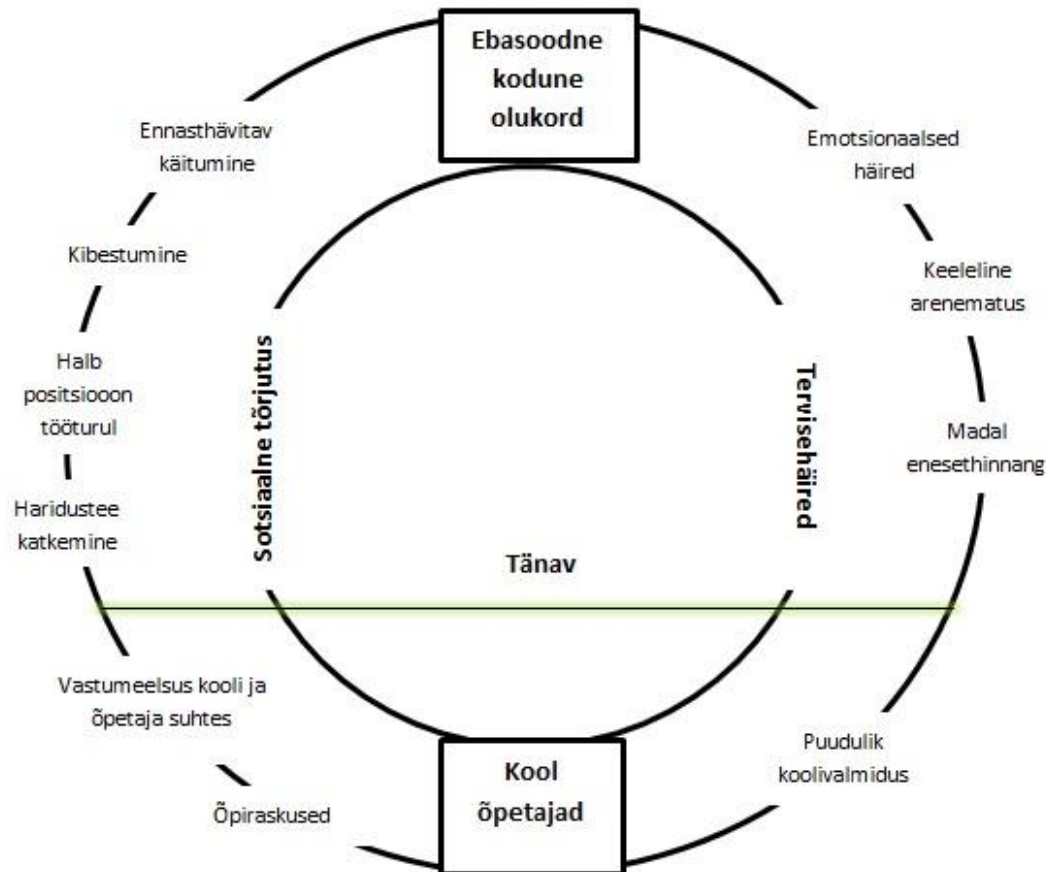 Ebasoodne
kodune
olukord
Emotsionaalsed
häired
Keeleline
arenematus
Madal
enesethinnang
Puudulik
koolivalmidus
Kool
õpetajad
Õpiraskused
Vastumeelsus kooli ja
õpetaja suhtes
Haridustee
katkemine
Halb
positsiooon
tööturul
Kibestumine
Ennasthävitav
käitumine
Sotsiaalne tõrjutus
Tervisehäired
Tänav